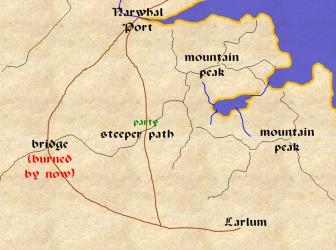 Narwhal
Port
mountain
peak
party
steeper path
bridge
(burned
by now)
mountain
peak
Larlum